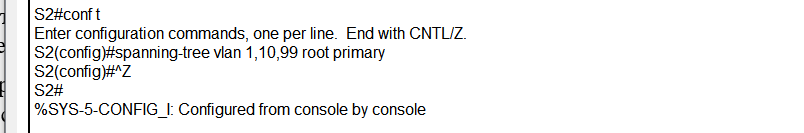 S2#conf t
Enter configuration commands, one per line.  End with CNTL/Z.
S2(config)#spanning-tree vlan 1,10,99 root primary
S2(config)#^Z
S2#
%SYS-5-CONFIG_I: Configured from console by console